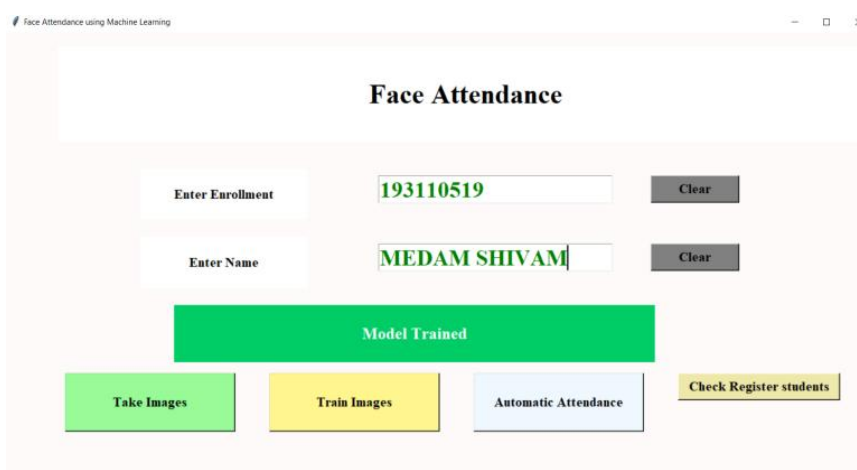 Face Attendance using Machine Learning
Face Attendance
Enter Enrollment 193110519 Clear
Enter Name MEDAM SHIVAM Clear
Model Trained
Take Images Train Images Automatic Attendance Check Register students